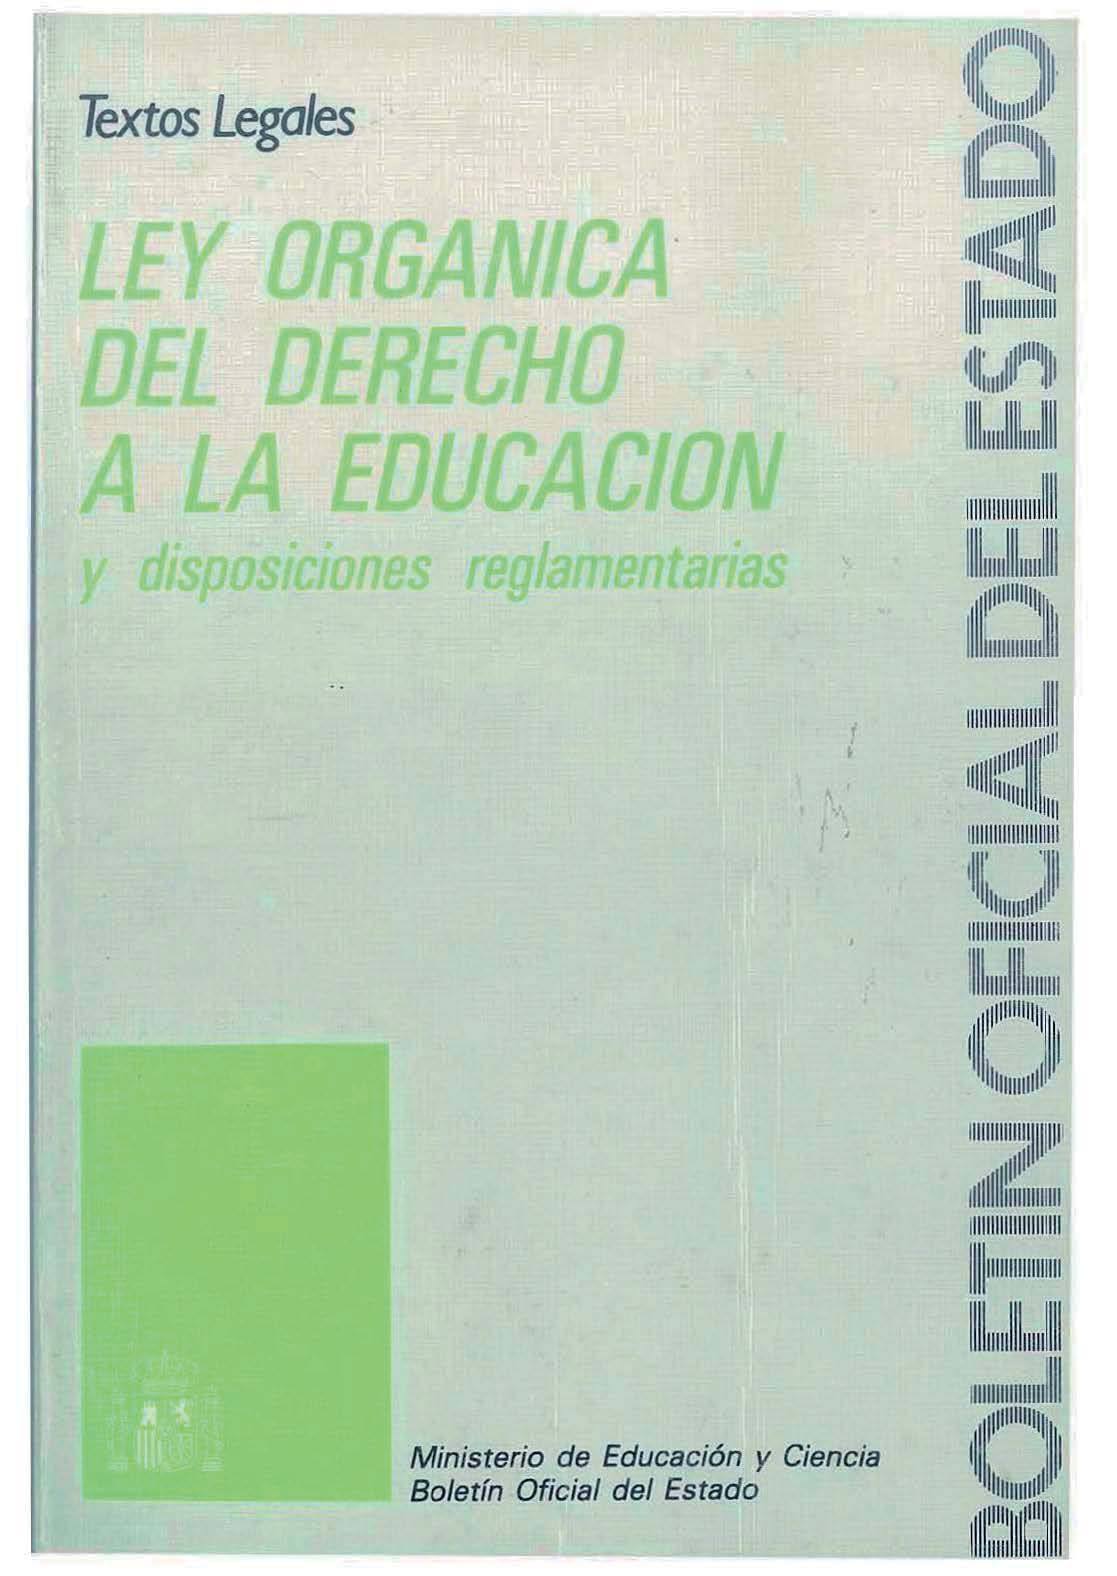 Textos Legales
LEY ORGANICA
DEL DERECHO
A LA EDUCACION
y disposiciones reglamentarias
Ministerio de Educación y Ciencia
Boletín Oficial del Estado
BOLETIN OFICIAL DEL ESTADO